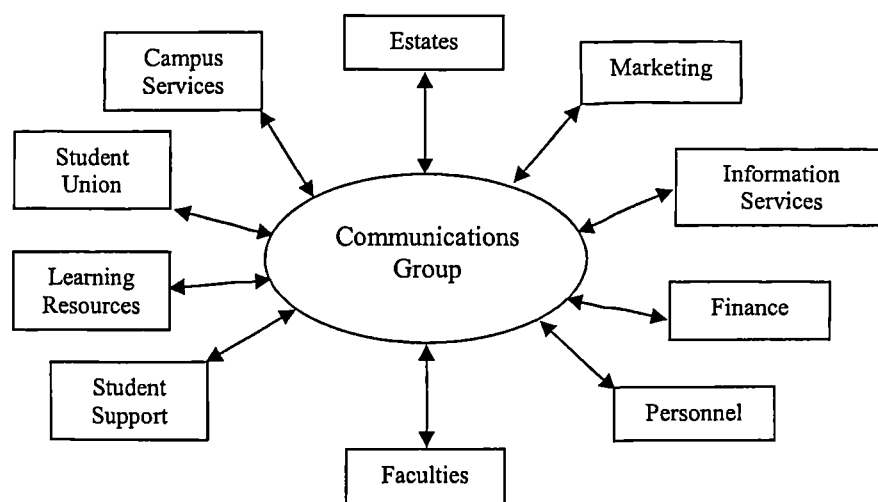 Estates
Campus
Services
Marketing
Student
Union
Information
Services
Communications
Group
Learning
Resources
Finance
Student
Support
Personnel
Faculties